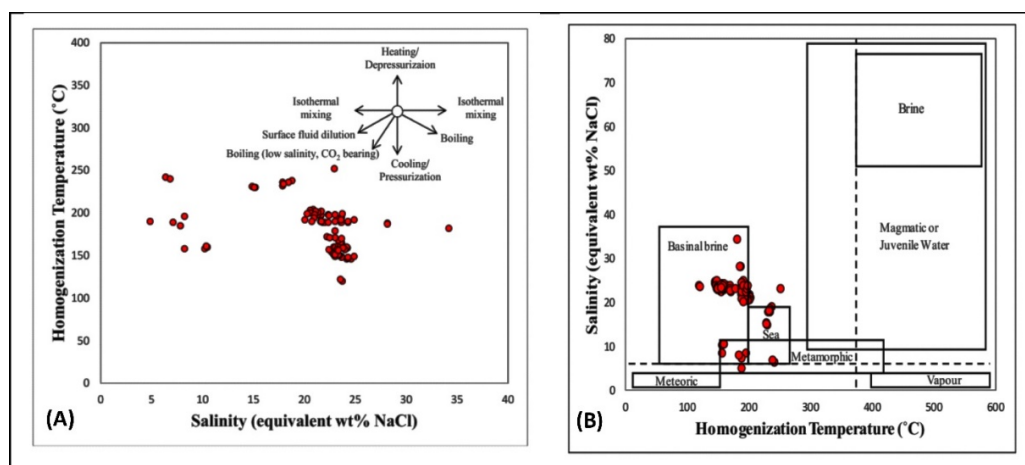 400
350
300
250
200
150
100
50
0
Homogenization Temperature (°C)
Heating/
Depressurizaion
Isothermal
mixing
Isothermal
mixing
Surface fluid dilution
Boiling
Boiling (low salinity, CO₂ bearing)
Cooling/
Pressurization
0 5 10 15 20 25 30 35 40
Salinity (equivalent wt% NaCl)
(A)
80
70
60
50
40
30
20
10
0
Salinity (equivalent wt% NaCl)
Brine
Magmatic or
Juvenile Water
Basinal brine
Sea
Metamorphic
Meteoric
Vapour
0 100 200 300 400 500 600
Homogenization Temperature (°C)
(B)